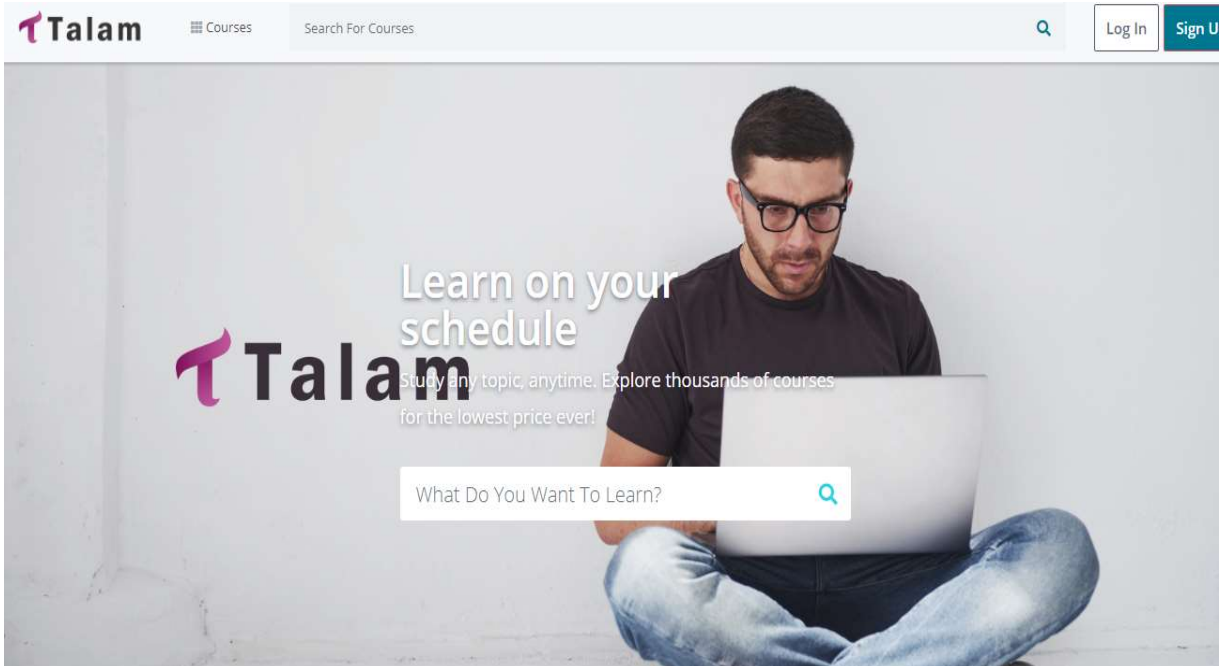 Talam
Courses
Search For Courses
Log In
Sign U
Learn on your
schedule
Talam
Study any topic, anytime. Explore thousands of courses
for the lowest price ever!
What Do You Want To Learn?